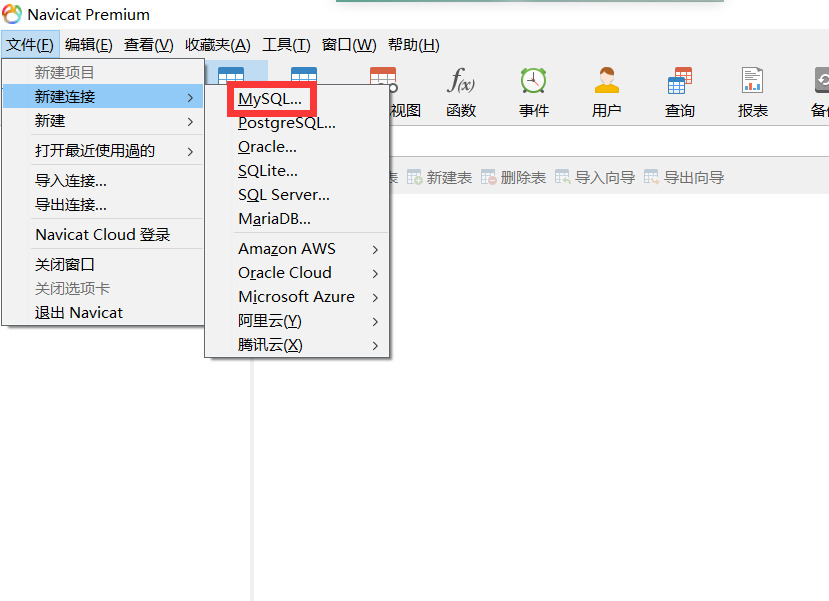 Navicat Premium
文件(F) 编辑(E) 查看(V) 收藏夹(A) 工具(T) 窗口(W) 帮助(H)
视图 函数 事件 用户 查询 报表 备份
表 新建表 删除表 导入向导 导出向导
新建项目
新建连接
新建
打开最近使用過的
导入连接...
导出连接...
Navicat Cloud 登录
关闭窗口
关闭选项卡
退出 Navicat
MySQL...
PostgreSQL...
Oracle...
SQLite...
SQL Server...
MariaDB...
Amazon AWS
Oracle Cloud
Microsoft Azure
阿里云(Y)
腾讯云(X)